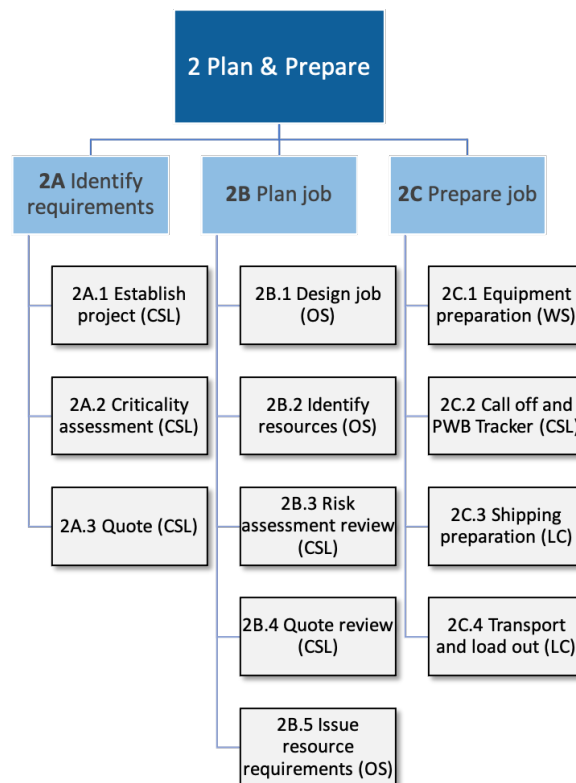 2 Plan & Prepare
2A Identify
requirements
2B Plan job
2C Prepare job
2A.1 Establish
project (CSL)
2A.2 Criticality
assessment (CSL)
2A.3 Quote (CSL)
2B.1 Design job
(OS)
2B.2 Identify
resources (OS)
2B.3 Risk
assessment review
(CSL)
2B.4 Quote review
(CSL)
2B.5 Issue
resource
requirements (OS)
2C.1 Equipment
preparation (WS)
2C.2 Call off and
PWB Tracker (CSL)
2C.3 Shipping
preparation (LC)
2C.4 Transport
and load out (LC)